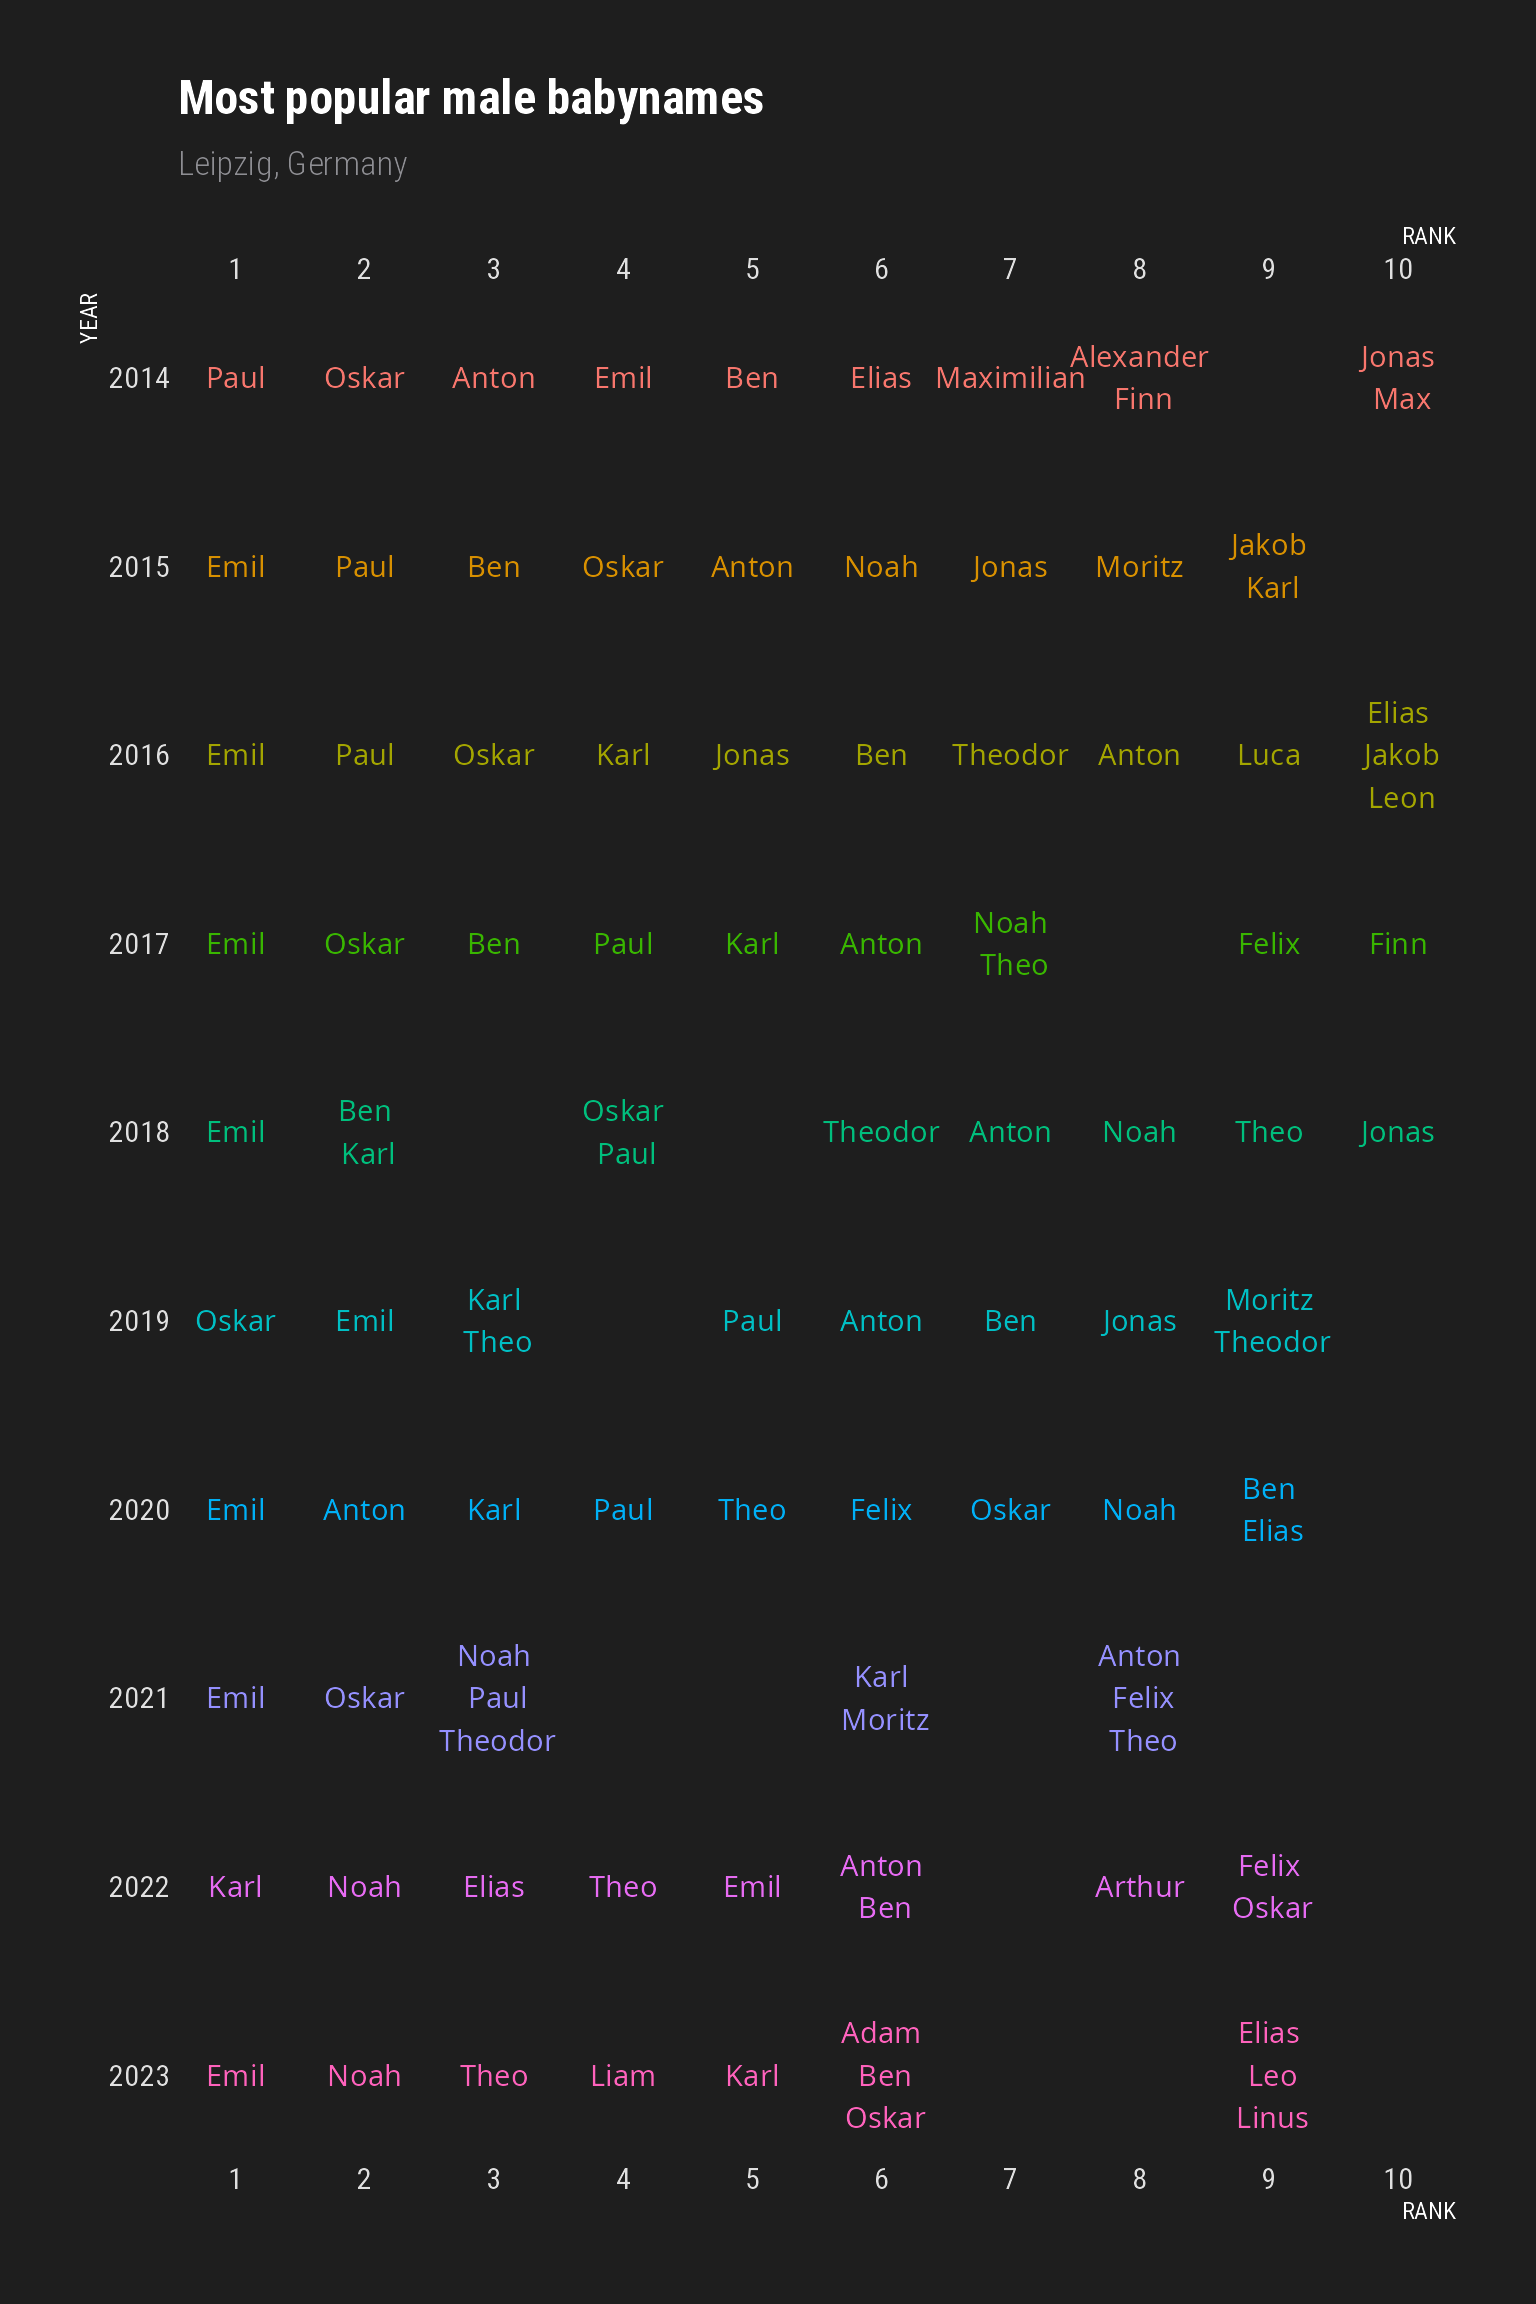 Most popular male babynames
Leipzig, Germany
RANK
1 2 3 4 5 6 7 8 9 10
YEAR
2014 Paul Oskar Anton Emil Ben Elias Maximilian Alexander Jonas
Finn Max
2015 Emil Paul Ben Oskar Anton Noah Jonas Moritz Jakob
Karl
Elias
2016 Emil Paul Oskar Karl Jonas Ben Theodor Anton Luca Jakob
Leon
2017 Emil Oskar Ben Paul Karl Anton Noah Felix Finn
Theo
2018 Emil Ben Oskar Theodor Anton Noah Theo Jonas
Karl Paul
2019 Oskar Emil Karl Paul Anton Ben Jonas Moritz
Theo Theodor
2020 Emil Anton Karl Paul Theo Felix Oskar Noah Ben
Elias
Noah Karl Anton
2021 Emil Oskar Paul Moritz Felix
Theodor Theo
2022 Karl Noah Elias Theo Emil Anton Arthur Felix
Ben Oskar
Adam Elias
2023 Emil Noah Theo Liam Karl Ben Leo
Oskar Linus
1 2 3 4 5 6 7 8 9 10
RANK